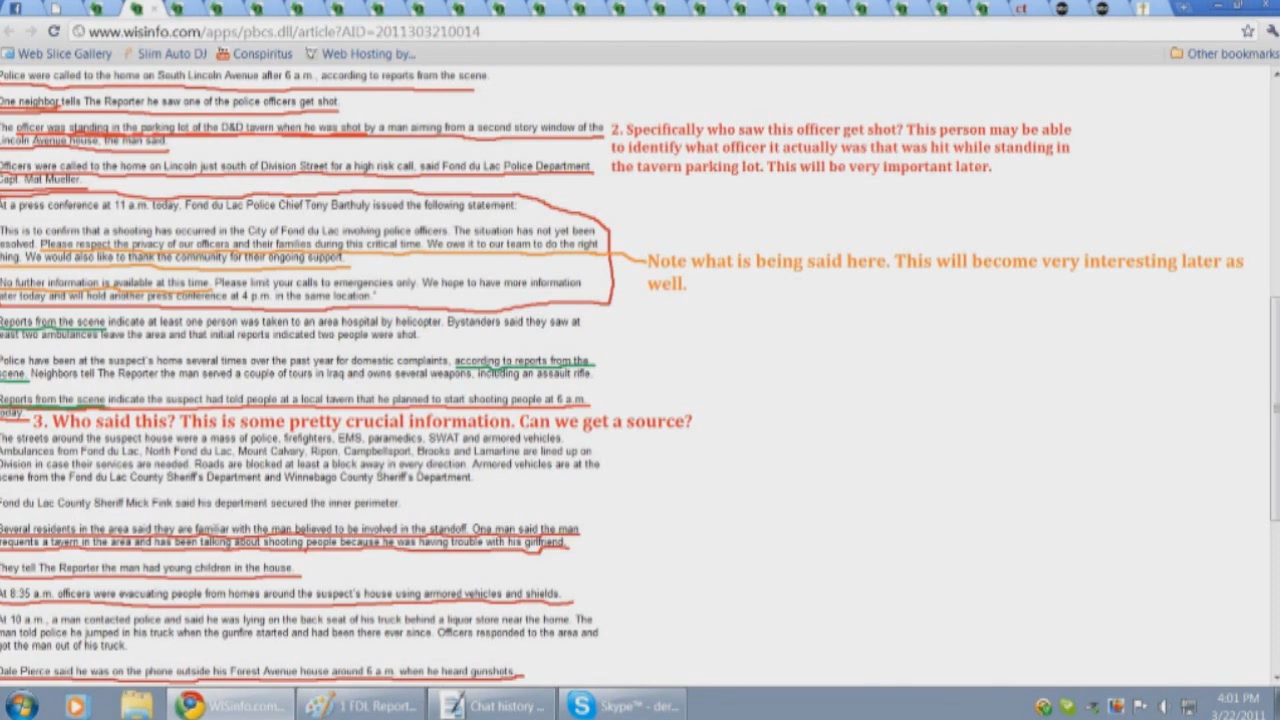 www.wisinfo.com/apps/pbcs.dll/article?AID=2011303210014
Web Slice Gallery Slim Auto DJ Conspiritus Web Hosting by... Other bookmarks
Police were called to the home on South Lincoln Avenue after 6 a.m., according to reports from the scene.
One neighbor tells The Reporter he saw one of the police officers get shot.
The officer was standing in the parking lot of the D&D tavern when he was shot by a man aiming from a second story window of the
Lincoln Avenue house, the man said.
2. Specifically who saw this officer get shot? This person may be able
to identify what officer it actually was that was hit while standing in
the tavern parking lot. This will be very important later.
Officers were called to the home on Lincoln just south of Division Street for a high risk call, said Fond du Lac Police Department
Capt. Mat Mueller.
At a press conference at 11 a.m. today, Fond du Lac Police Chief Tony Barthuly issued the following statement:
"This is to confirm that a shooting has occurred in the City of Fond du Lac involving police officers. The situation has not yet been
esolved. Please respect the privacy of our officers and their families during this critical time. We owe it to our team to do the right
hing. We would also like to thank the community for their ongoing support.
Note what is being said here. This will become very interesting later as
well.
No further information is available at this time. Please limit your calls to emergencies only. We hope to have more information
ater today and will hold another press conference at 4 p.m. in the same location."
Reports from the scene indicate at least one person was taken to an area hospital by helicopter. Bystanders said they saw at
east two ambulances leave the area and that initial reports indicated two people were shot.
Police have been at the suspect's home several times over the past year for domestic complaints, according to reports from the
scene. Neighbors tell The Reporter the man served a couple of tours in Iraq and owns several weapons, including an assault rifle.
Reports from the scene indicate the suspect had told people at a local tavern that he planned to start shooting people at 6 a.m.
oday.
3. Who said this? This is some pretty crucial information. Can we get a source?
The streets around the suspect house were a mass of police, firefighters, EMS, paramedics, SWAT and armored vehicles.
Ambulances from Fond du Lac, North Fond du Lac, Mount Calvary, Ripon, Campbellsport, Brooks and Lamartine are lined up on
Division in case their services are needed. Roads are blocked at least a block away in every direction. Armored vehicles are at the
scene from the Fond du Lac County Sheriff's Department and Winnebago County Sheriff's Department.
Fond du Lac County Sheriff Mick Fink said his department secured the inner perimeter.
Several residents in the area said they are familiar with the man believed to be involved in the standoff. One man said the man
requents a tavern in the area and has been talking about shooting people because he was having trouble with his girlfriend.
They tell The Reporter the man had young children in the house.
At 8:35 a.m. officers were evacuating people from homes around the suspect's house using armored vehicles and shields.
At 10 a.m., a man contacted police and said he was lying on the back seat of his truck behind a liquor store near the home. The
man told police he jumped in his truck when the gunfire started and had been there ever since. Officers responded to the area and
got the man out of his truck.
Dale Pierce said he was on the phone outside his Forest Avenue house around 6 a.m. when he heard gunshots.
WISinfo.com... 1 FDL Report... Chat history ... Skype™ - der...
4:01 PM
3/22/2011